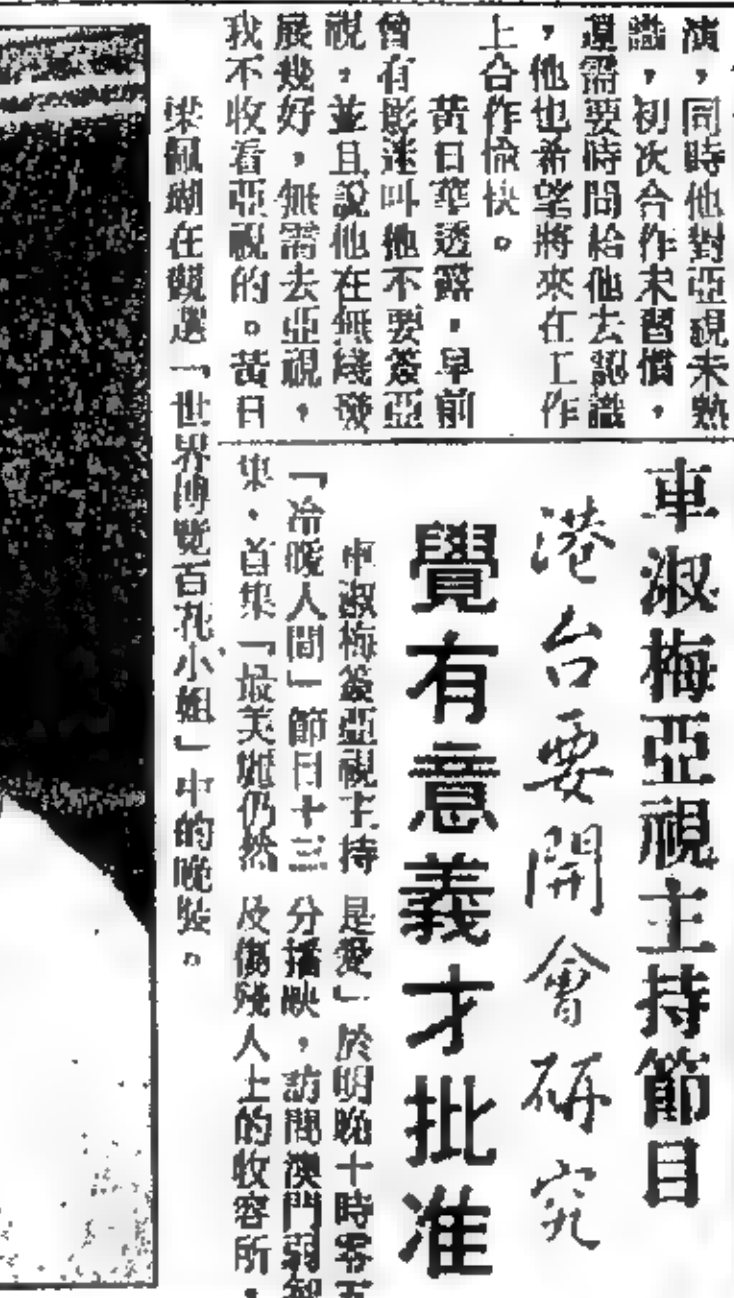 演，同時他對亞視未熟
識，初次合作未習慣，
還需要時間給他去認識
，他也希望將來在工作
上合作愉快。
黃日華透露，早前
曾有影迷叫他不要簽亞
視，並且說他在無綫發
展幾好，無需去亞視，
我不收看亞視的。黃日
車淑梅亞視主持節目
港台要開會研究
覺有意義才批准
車淑梅簽亞視主持
「冷暖人間」節目十三
集，首集「最美麗仍然
是愛」於明晚十時零五
分播映，訪問澳門弱智
及傷殘人士的收容所，
梁佩瑚在競選「世界博覽百花小姐」中的晚裝。